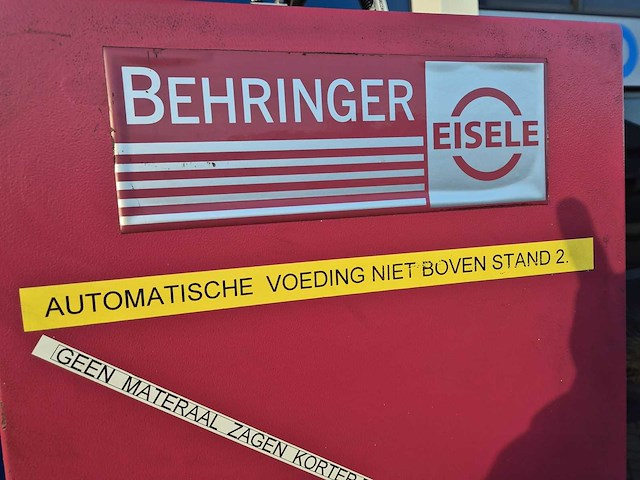 BEHRINGER
EISELE
AUTOMATISCHE VOEDING NIET BOVEN STAND 2.
GEEN MATERAAL ZAGEN KORTER